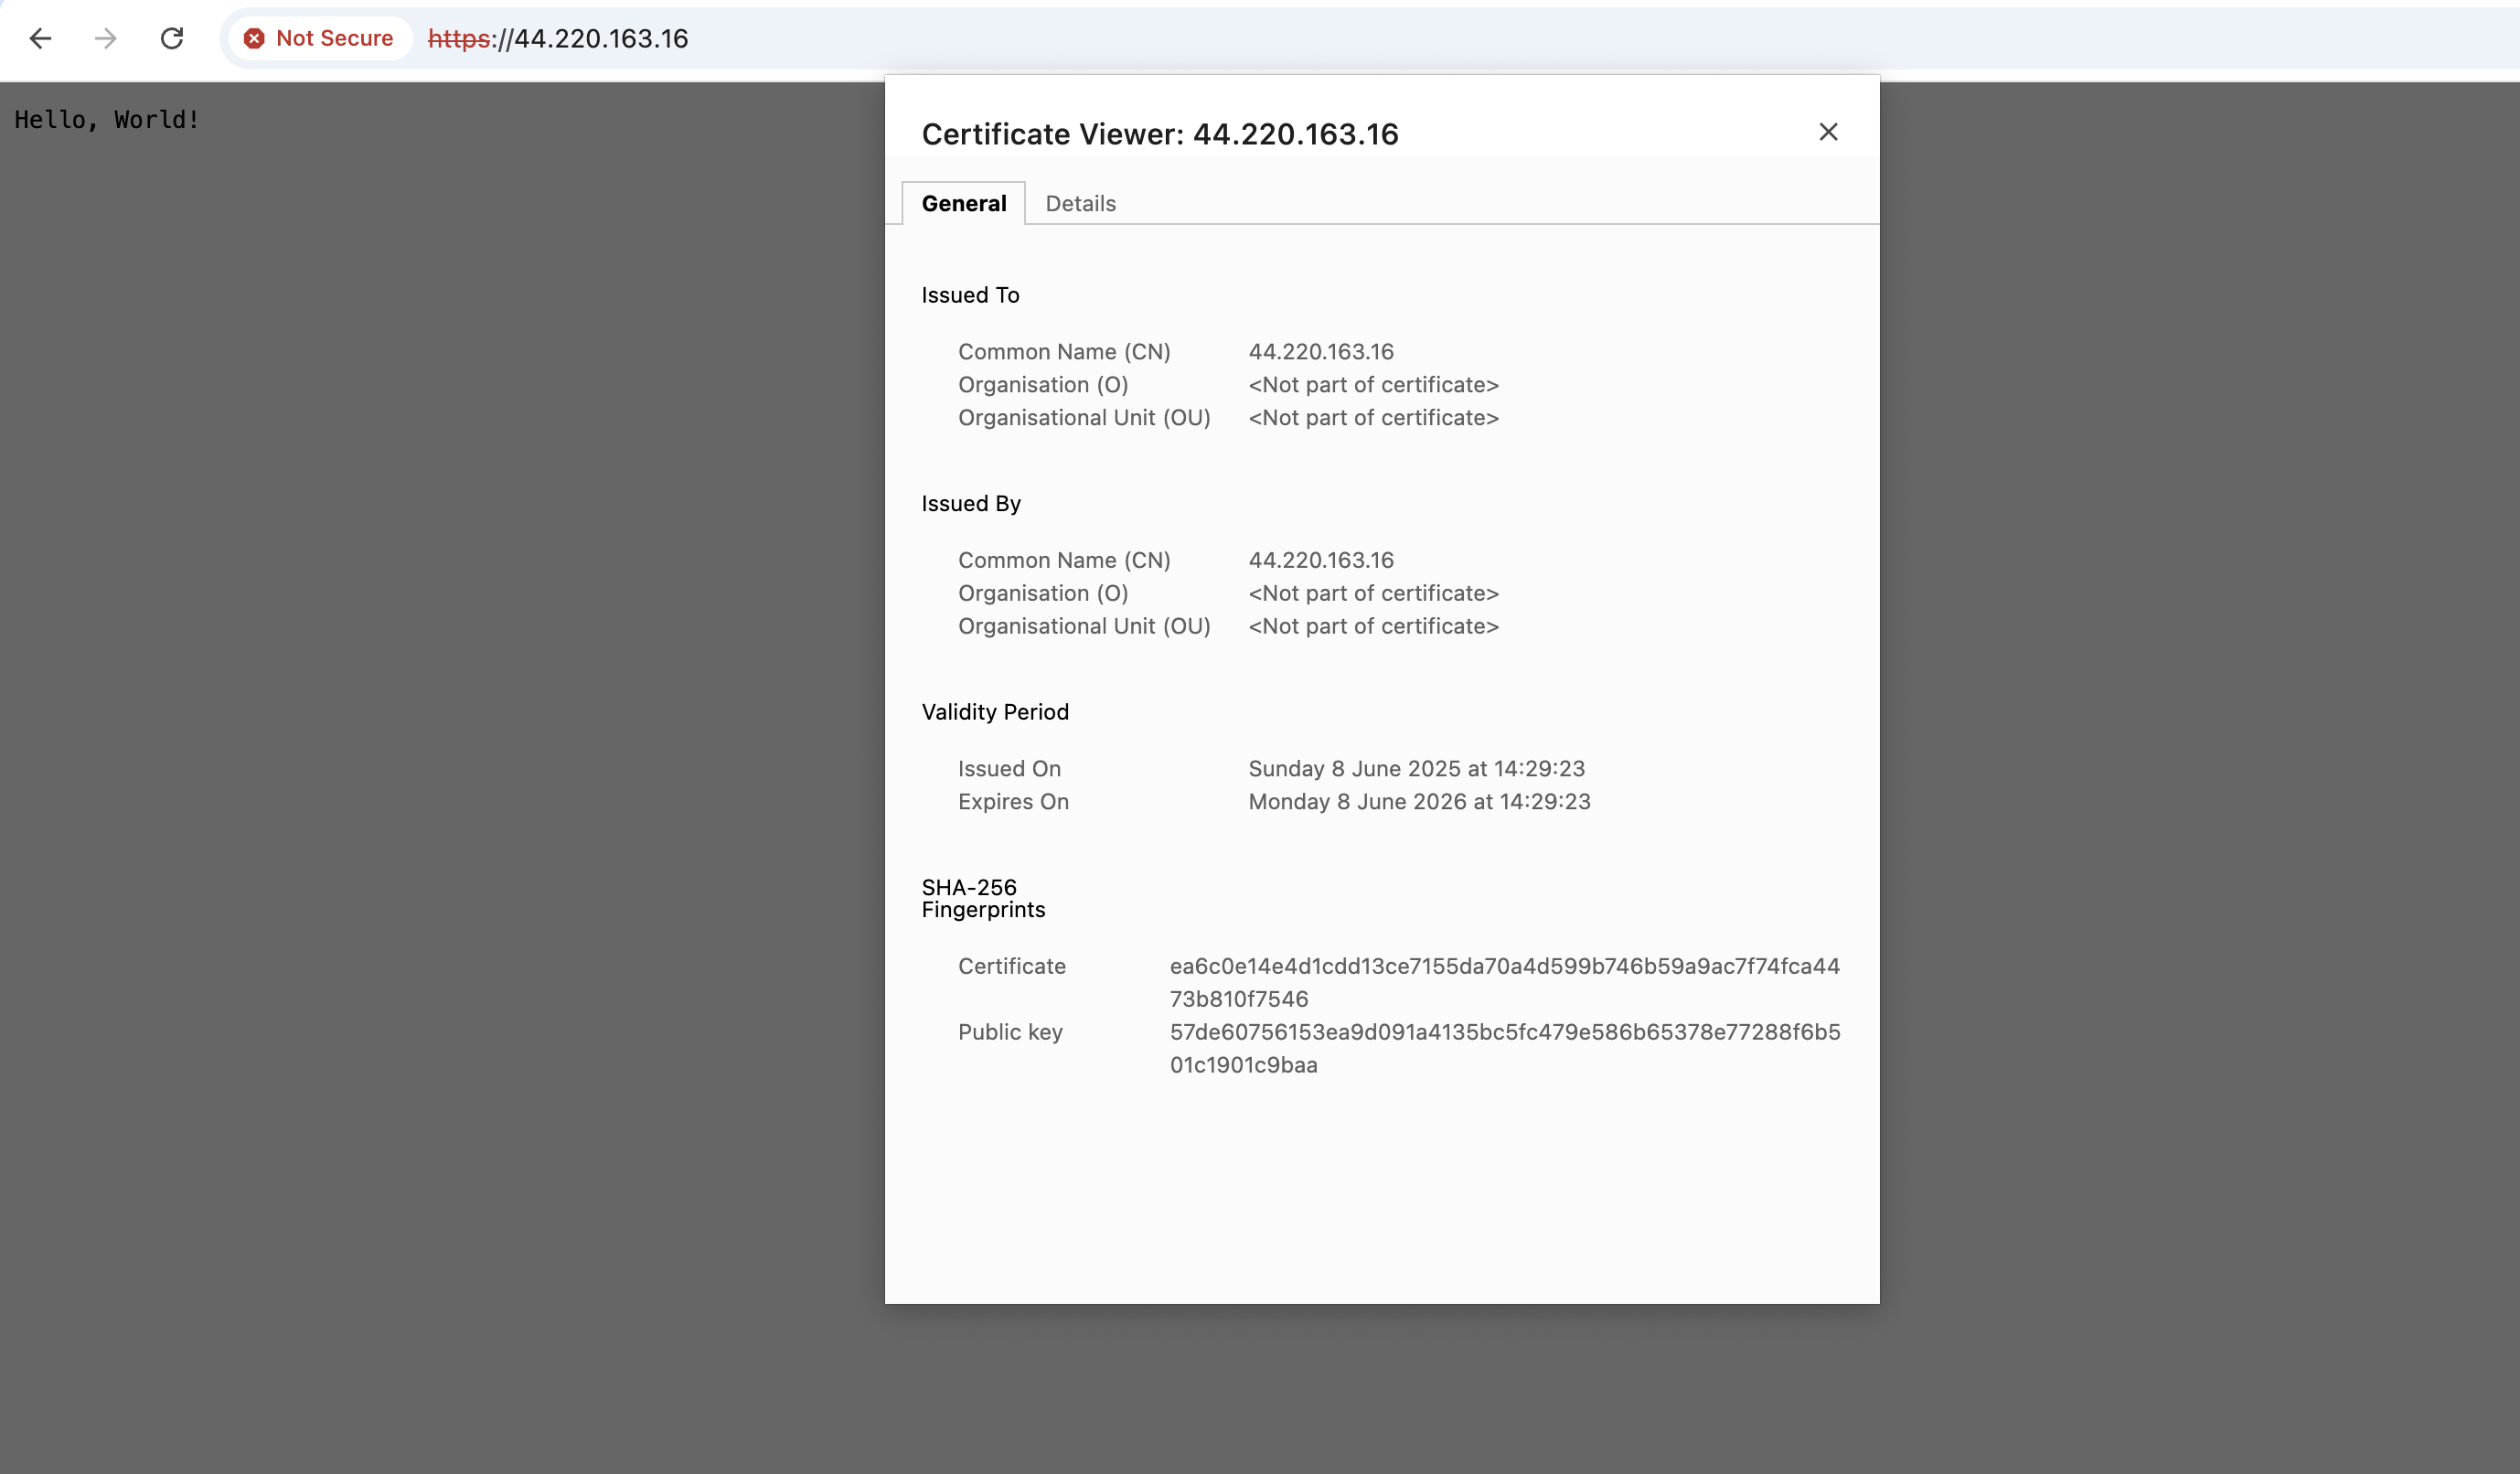 Not Secure https://44.220.163.16
Hello, World!
Certificate Viewer: 44.220.163.16
General Details
Issued To
Common Name (CN) 44.220.163.16
Organisation (O) <Not part of certificate>
Organisational Unit (OU) <Not part of certificate>
Issued By
Common Name (CN) 44.220.163.16
Organisation (O) <Not part of certificate>
Organisational Unit (OU) <Not part of certificate>
Validity Period
Issued On Sunday 8 June 2025 at 14:29:23
Expires On Monday 8 June 2026 at 14:29:23
SHA-256
Fingerprints
Certificate ea6c0e14e4d1cdd13ce7155da70a4d599b746b59a9ac7f74fca44
73b810f7546
Public key 57de60756153ea9d091a4135bc5fc479e586b65378e77288f6b5
01c1901c9baa